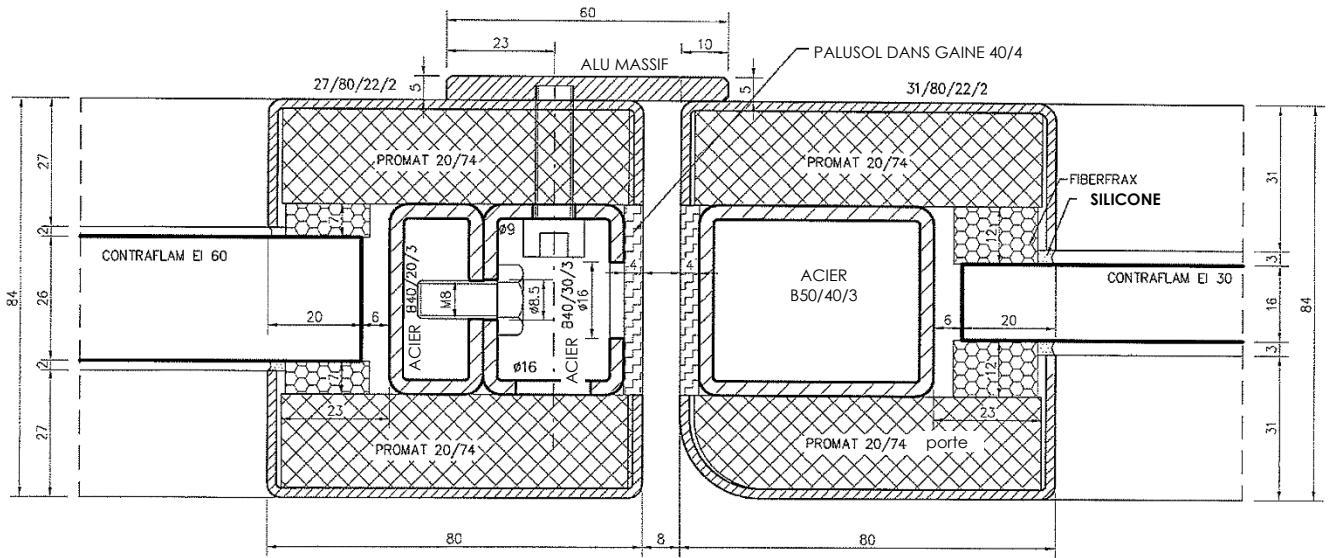 60
23
10
PALUSOL DANS GAINE 40/4
ALU MASSIF
27/80/22/2
5
5
31/80/22/2
27
PROMAT 20/74
PROMAT 20/74
31
FIBERFRAX
SILICONE
2
17
ø9
12
3
CONTRAFLAM EI 60
CONTRAFLAM EI 30
84
26
ACIER B40/20/3
M8
ø8.5
ACIER B40/30/3
ø16
4
4
ACIER
B50/40/3
16
84
20
6
6
20
2
17
ø16
12
3
23
23
27
PROMAT 20/74
PROMAT 20/74 porte
31
80
8
80